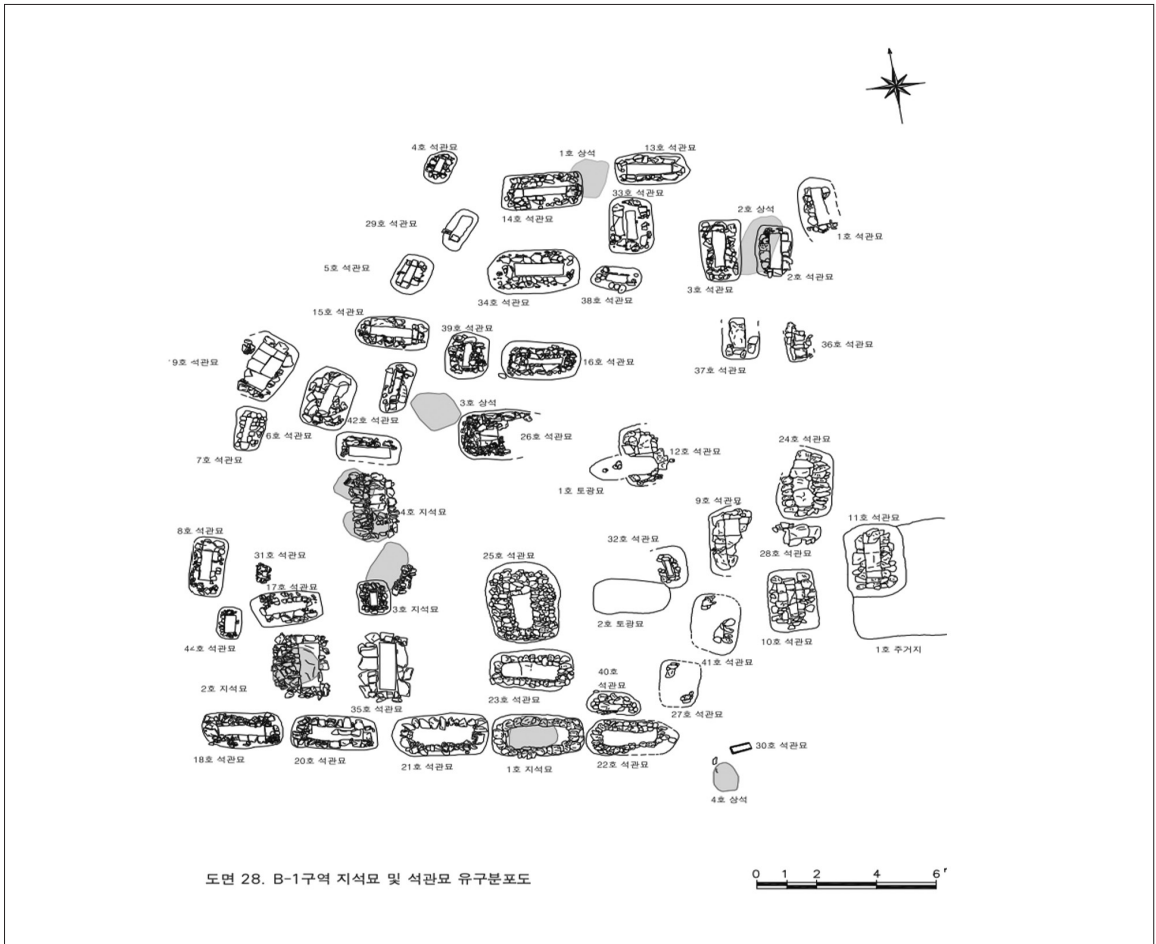 4호 석관묘
1호 상석
13호 석관묘
33호 석관묘
14호 석관묘
29호 석관묘
2호 상석
1호 석관묘
5호 석관묘
3호 석관묘
2호 석관묘
34호 석관묘
38호 석관묘
15호 석관묘
39호 석관묘
9호 석관묘
16호 석관묘
36호 석관묘
37호 석관묘
3호 상석
42호 석관묘
6호 석관묘
26호 석관묘
7호 석관묘
24호 석관묘
12호 석관묘
1호 토광묘
9호 석관묘
4호 지석묘
11호 석관묘
8호 석관묘
32호 석관묘
31호 석관묘
25호 석관묘
28호 석관묘
17호 석관묘
3호 지석묘
2호 토광묘
10호 석관묘
44호 석관묘
1호 주거지
41호 석관묘
40호
석관묘
2호 지석묘
23호 석관묘
35호 석관묘
27호 석관묘
30호 석관묘
18호 석관묘
20호 석관묘
21호 석관묘
1호 지석묘
22호 석관묘
4호 상석
도면 28. B-1구역 지석묘 및 석관묘 유구분포도
0 1 2 4 6